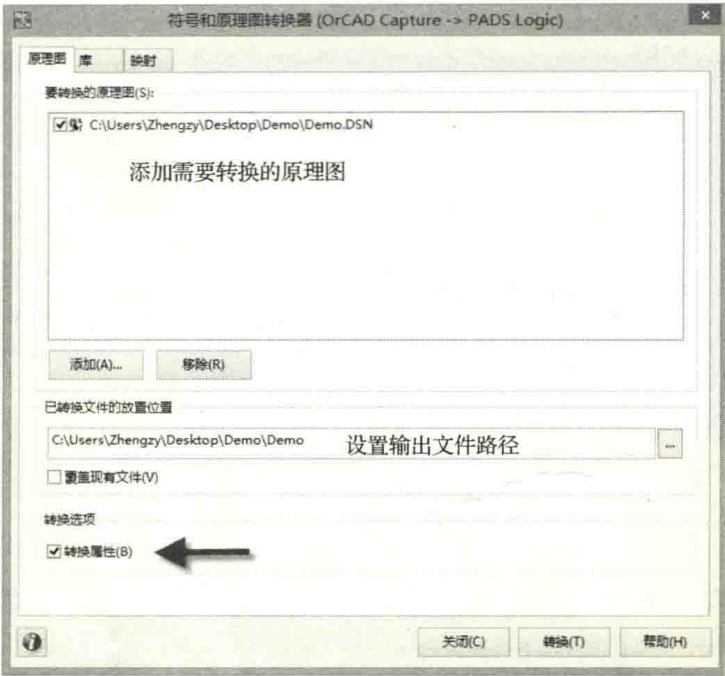 符号和原理图转换器 (OrCAD Capture -> PADS Logic)
原理图 库 映射
要转换的原理图(S):
C:\Users\Zhengzy\Desktop\Demo\Demo.DSN
添加需要转换的原理图
添加(A)... 移除(R)
已转换文件的放置位置
C:\Users\Zhengzy\Desktop\Demo\Demo 设置输出文件路径 ...
覆盖现有文件(V)
转换选项
转换属性(B)
关闭(C) 转换(T) 帮助(H)